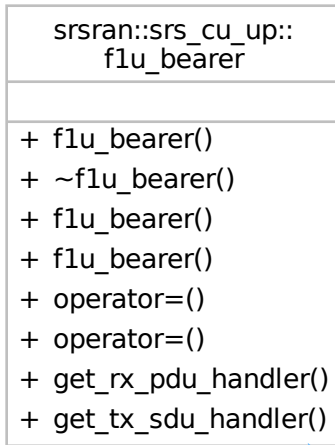 srsran::srs_cu_up::
f1u_bearer
+ f1u_bearer()
+ ~f1u_bearer()
+ f1u_bearer()
+ f1u_bearer()
+ operator=()
+ operator=()
+ get_rx_pdu_handler()
+ get_tx_sdu_handler()